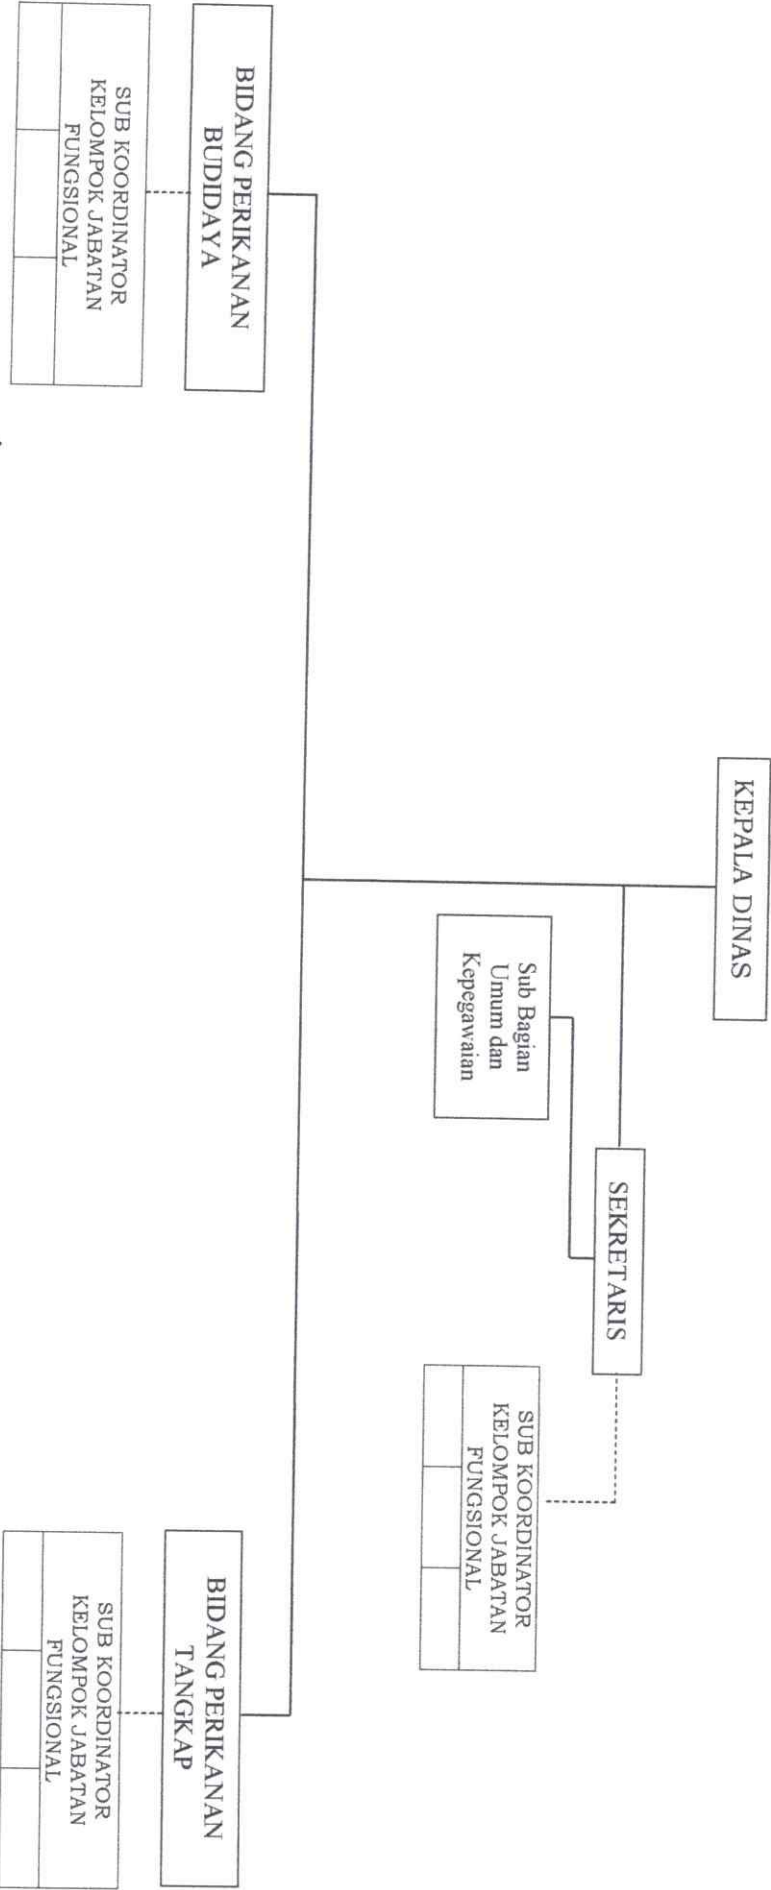 KEPALA DINAS
SEKRETARIS
Sub Bagian
Umum dan
Kepegawaian
SUB KOORDINATOR
KELOMPOK JABATAN
FUNGSIONAL
BIDANG PERIKANAN
BUDIDAYA
SUB KOORDINATOR
KELOMPOK JABATAN
FUNGSIONAL
BIDANG PERIKANAN
TANGKAP
SUB KOORDINATOR
KELOMPOK JABATAN
FUNGSIONAL